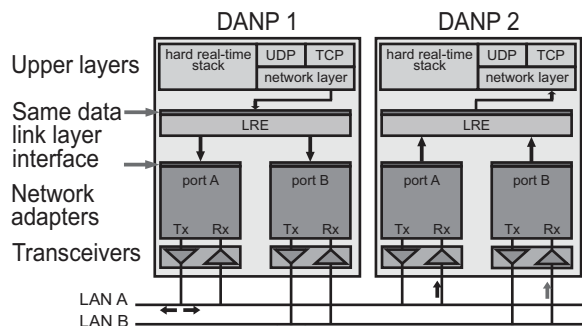 DANP 1
DANP 2
Upper layers
hard real-time
stack
UDP
TCP
network layer
hard real-time
stack
UDP
TCP
network layer
Same data
link layer
interface
LRE
LRE
Network
adapters
port A
port B
port A
port B
Tx
Rx
Tx
Rx
Tx
Rx
Tx
Rx
Transceivers
LAN A
LAN B